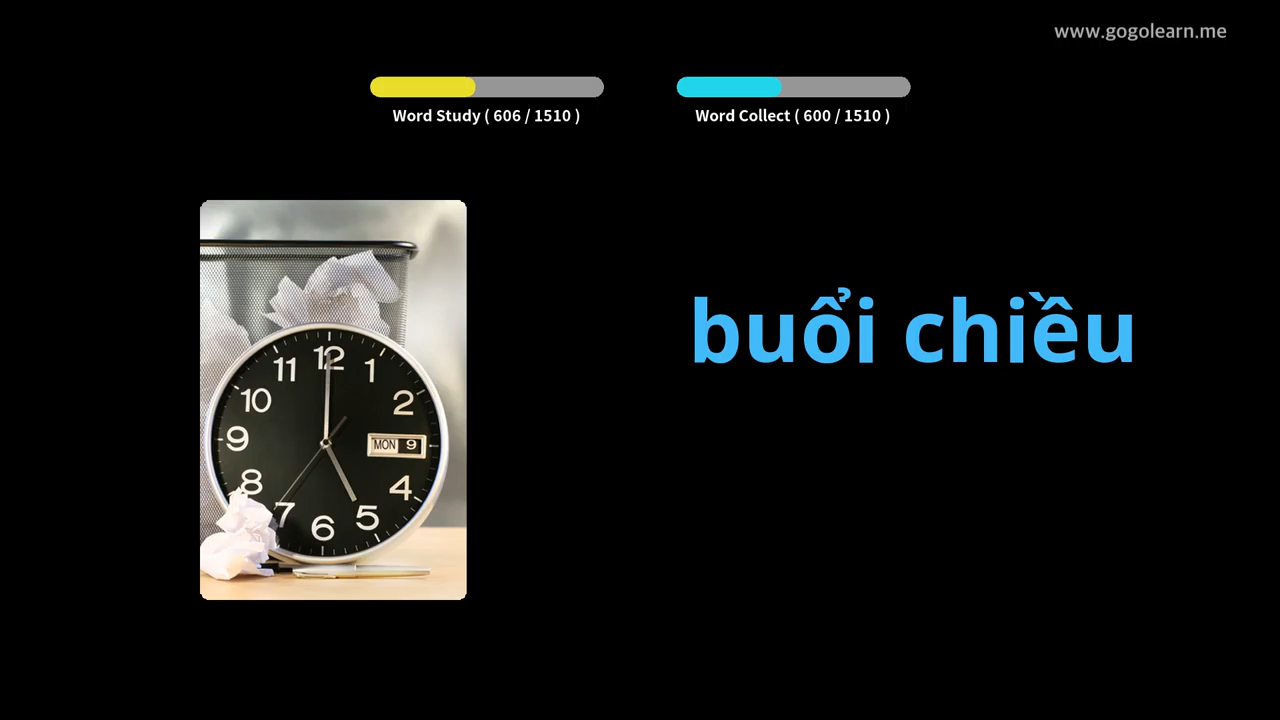 www.gogolearn.me
Word Study ( 606 / 1510 )
Word Collect ( 600 / 1510 )
buổi chiều
12
11
1
10
2
9
MON 9
8
4
7
5
6